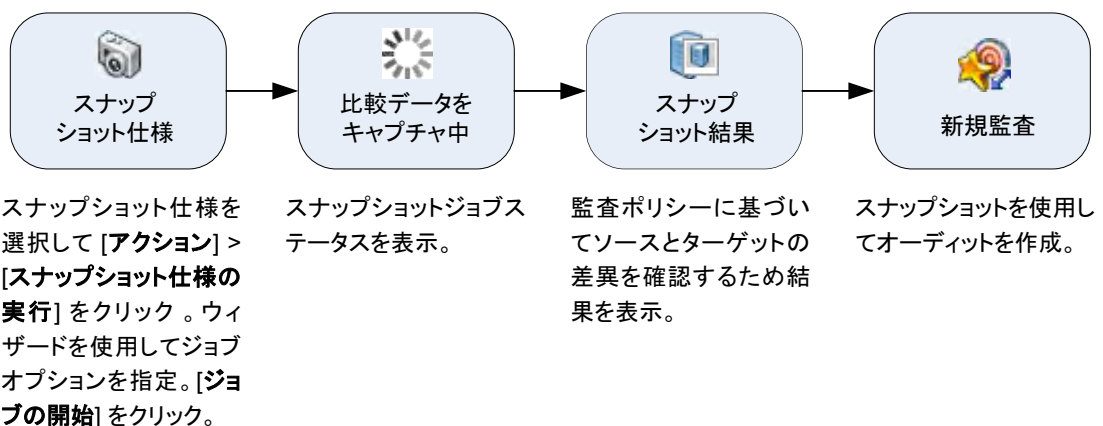 スナップ
ショット仕様
比較データを
キャプチャ中
スナップ
ショット結果
新規監査
スナップショット仕様を
選択して [アクション] >
[スナップショット仕様の
実行] をクリック 。ウィ
ザードを使用してジョブ
オプションを指定。[ジョ
ブの開始] をクリック。
スナップショットジョブス
テータスを表示。
監査ポリシーに基づい
てソースとターゲットの
差異を確認するため結
果を表示。
スナップショットを使用し
てオーディットを作成。